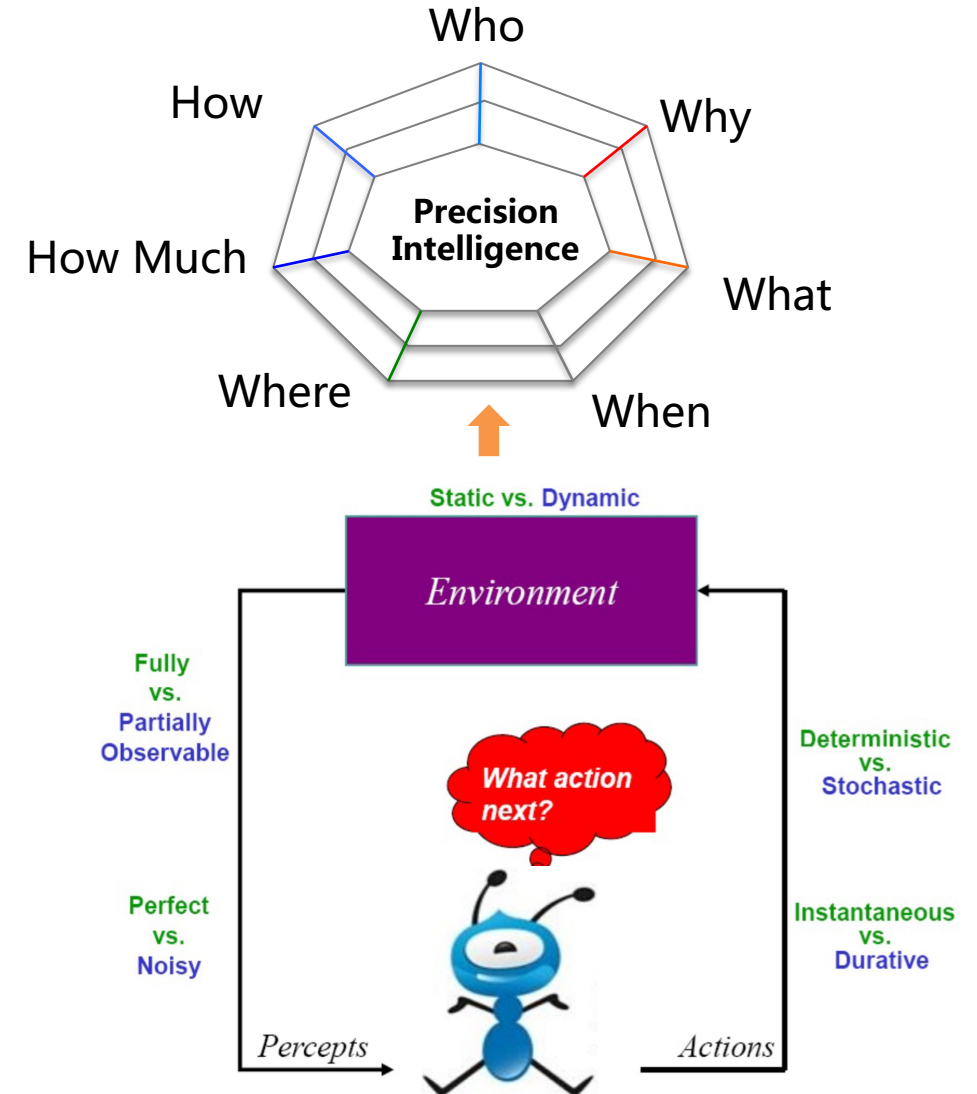 Who
How
Why
Precision
Intelligence
How Much
What
Where
When
Static vs. Dynamic
Environment
Fully
vs.
Partially
Observable
What action
next?
Deterministic
vs.
Stochastic
Perfect
vs.
Noisy
Instantaneous
vs.
Durative
Percepts
Actions